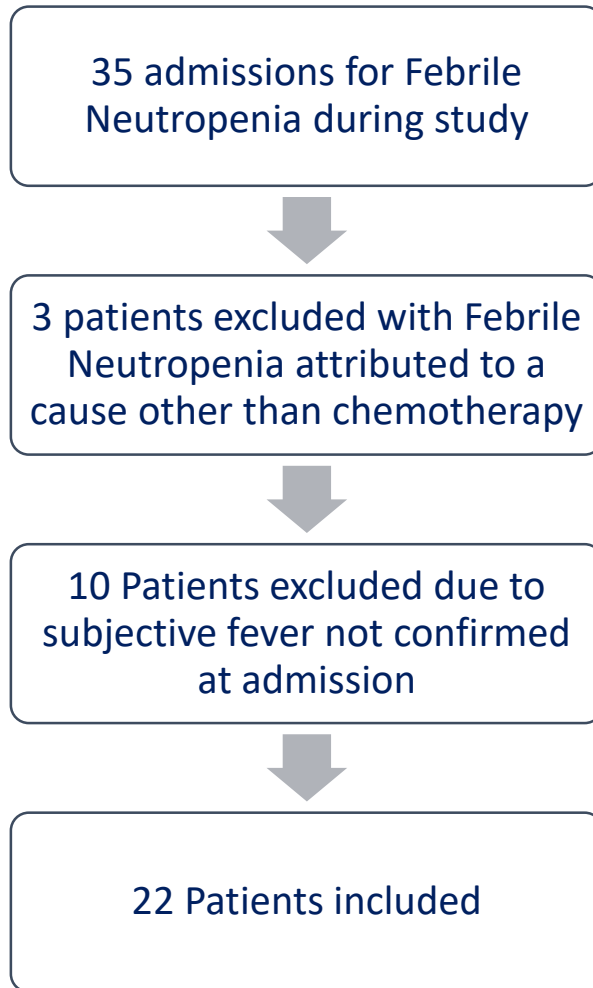 35 admissions for Febrile
Neutropenia during study
3 patients excluded with Febrile
Neutropenia attributed to a
cause other than chemotherapy
10 Patients excluded due to
subjective fever not confirmed
at admission
22 Patients included